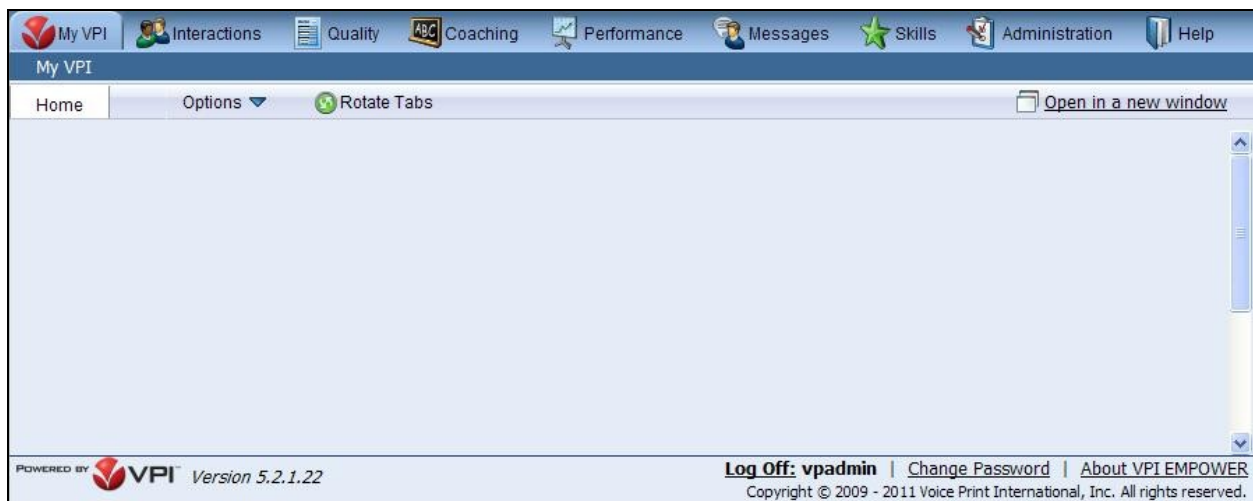 My VPI Interactions Quality ABC Coaching Performance Messages Skills Administration Help
My VPI
Home Options Rotate Tabs Open in a new window
POWERED BY VPI™ Version 5.2.1.22 Log Off: vpadmin | Change Password | About VPI EMPOWER
Copyright © 2009 - 2011 Voice Print International, Inc. All rights reserved.